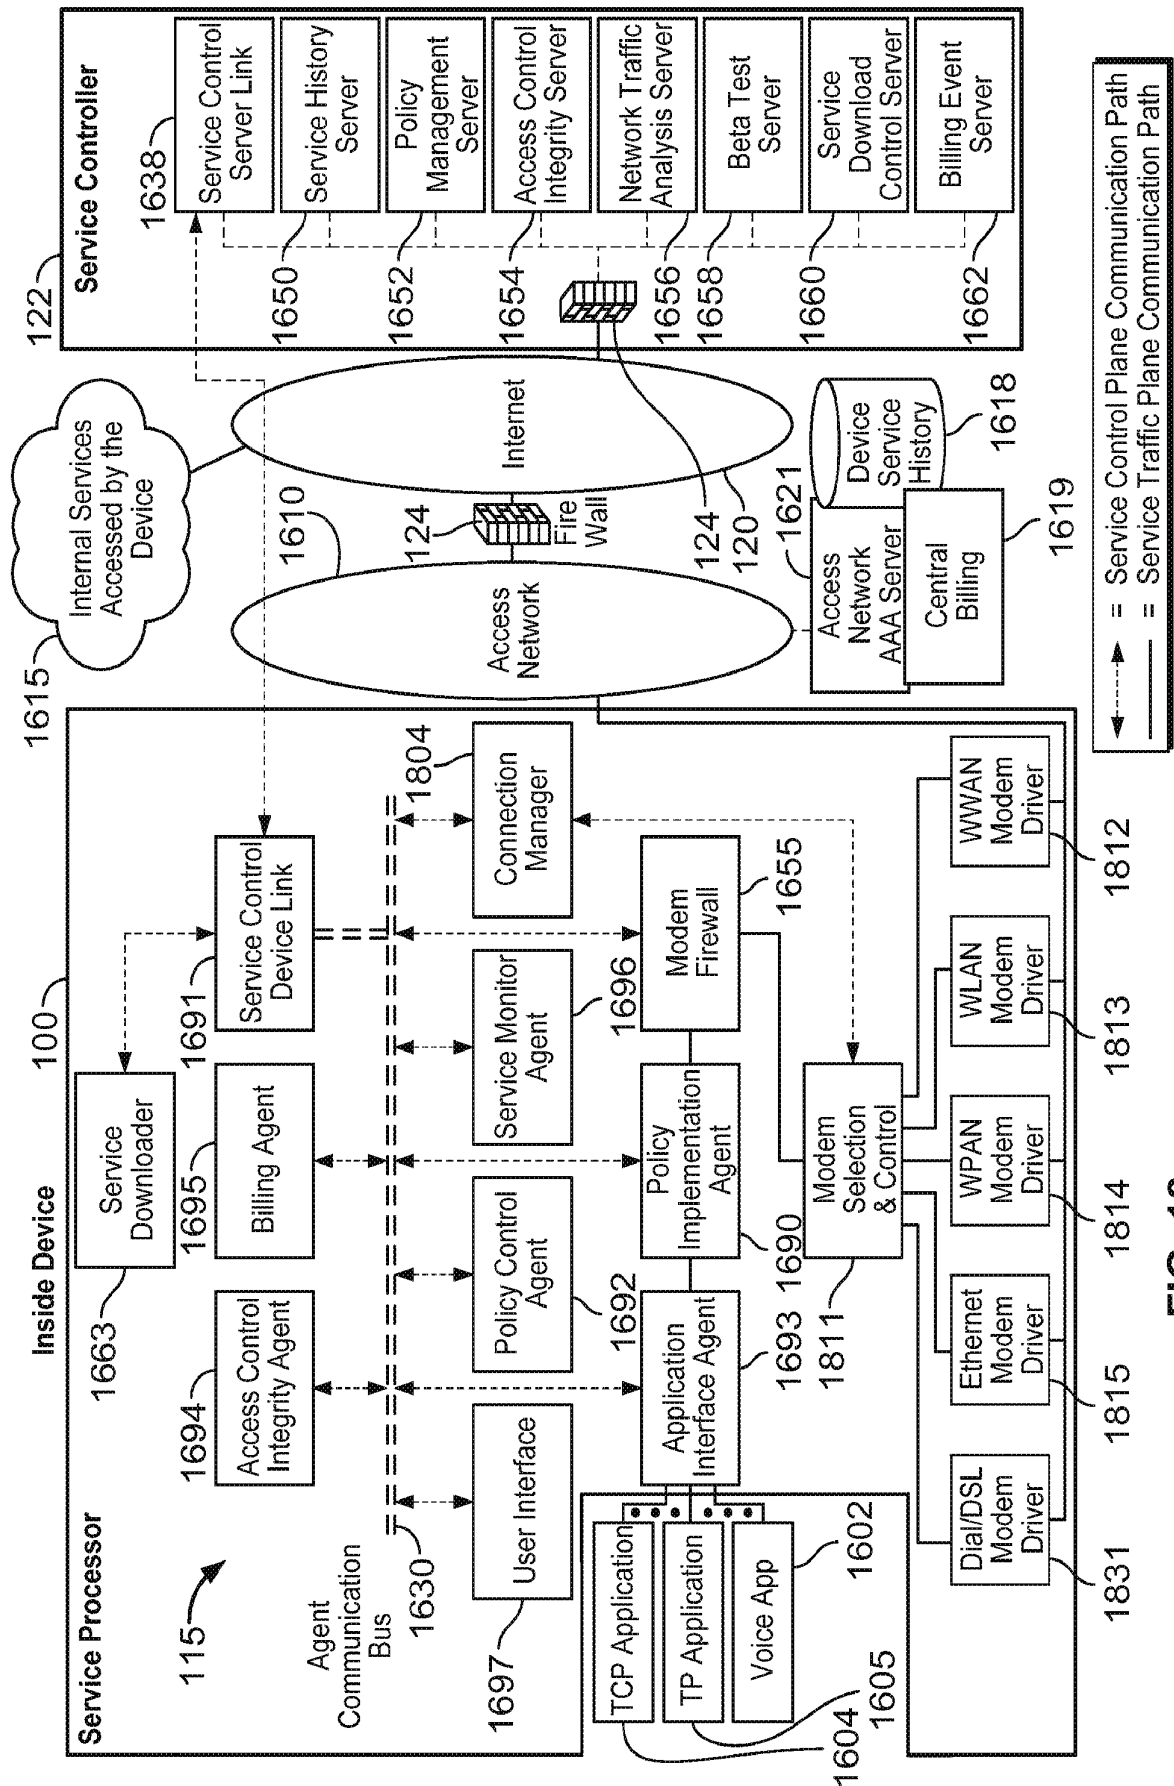 Service Processor
Inside Device
100
115
1694
Access Control
Integrity Agent
1663
Service
Downloader
1695
Billing Agent
1691
Service Control
Device Link
Agent
Communication
Bus
1630
1697
User Interface
Policy Control
Agent
1692
Service Monitor
Agent
1696
1804
Connection
Manager
TCP Application
TP Application
Voice App
1604
1605
1602
Application
Interface Agent
1693
Policy
Implementation
Agent
1690
Modem
Firewall
1655
1811
Modem
Selection
& Control
Dial/DSL
Modem
Driver
1831
Ethernet
Modem
Driver
1815
WPAN
Modem
Driver
1814
WLAN
Modem
Driver
1813
WWAN
Modem
Driver
1812
1615
Internal Services
Accessed by the
Device
1610
Access
Network
124
Fire
Wall
Internet
124
120
Access
Network
AAA Server
1621
Device
Service
History
1618
Central
Billing
1619
122
Service Controller
1638
Service Control
Server Link
1650
Service History
Server
1652
Policy
Management
Server
1654
Access Control
Integrity Server
1656
Network Traffic
Analysis Server
1658
Beta Test
Server
1660
Service
Download
Control Server
1662
Billing Event
Server
= Service Control Plane Communication Path
= Service Traffic Plane Communication Path